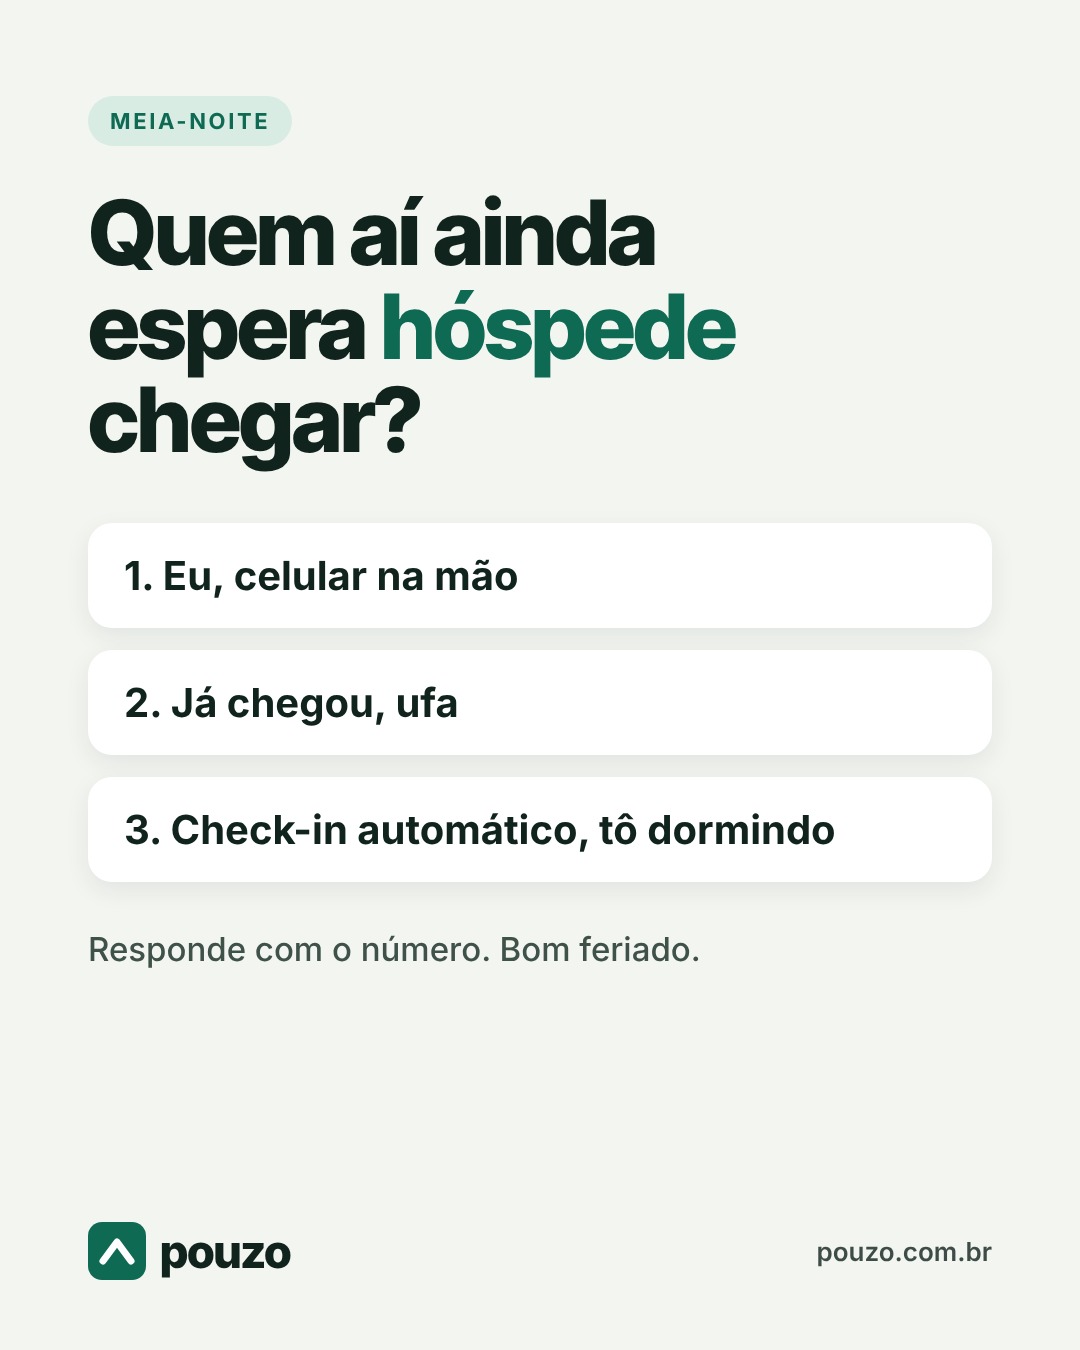 MEIA-NOITE
Quem aí ainda
espera hóspede
chegar?
1. Eu, celular na mão
2. Já chegou, ufa
3. Check-in automático, tô dormindo
Responde com o número. Bom feriado.
pouzo
pouzo.com.br